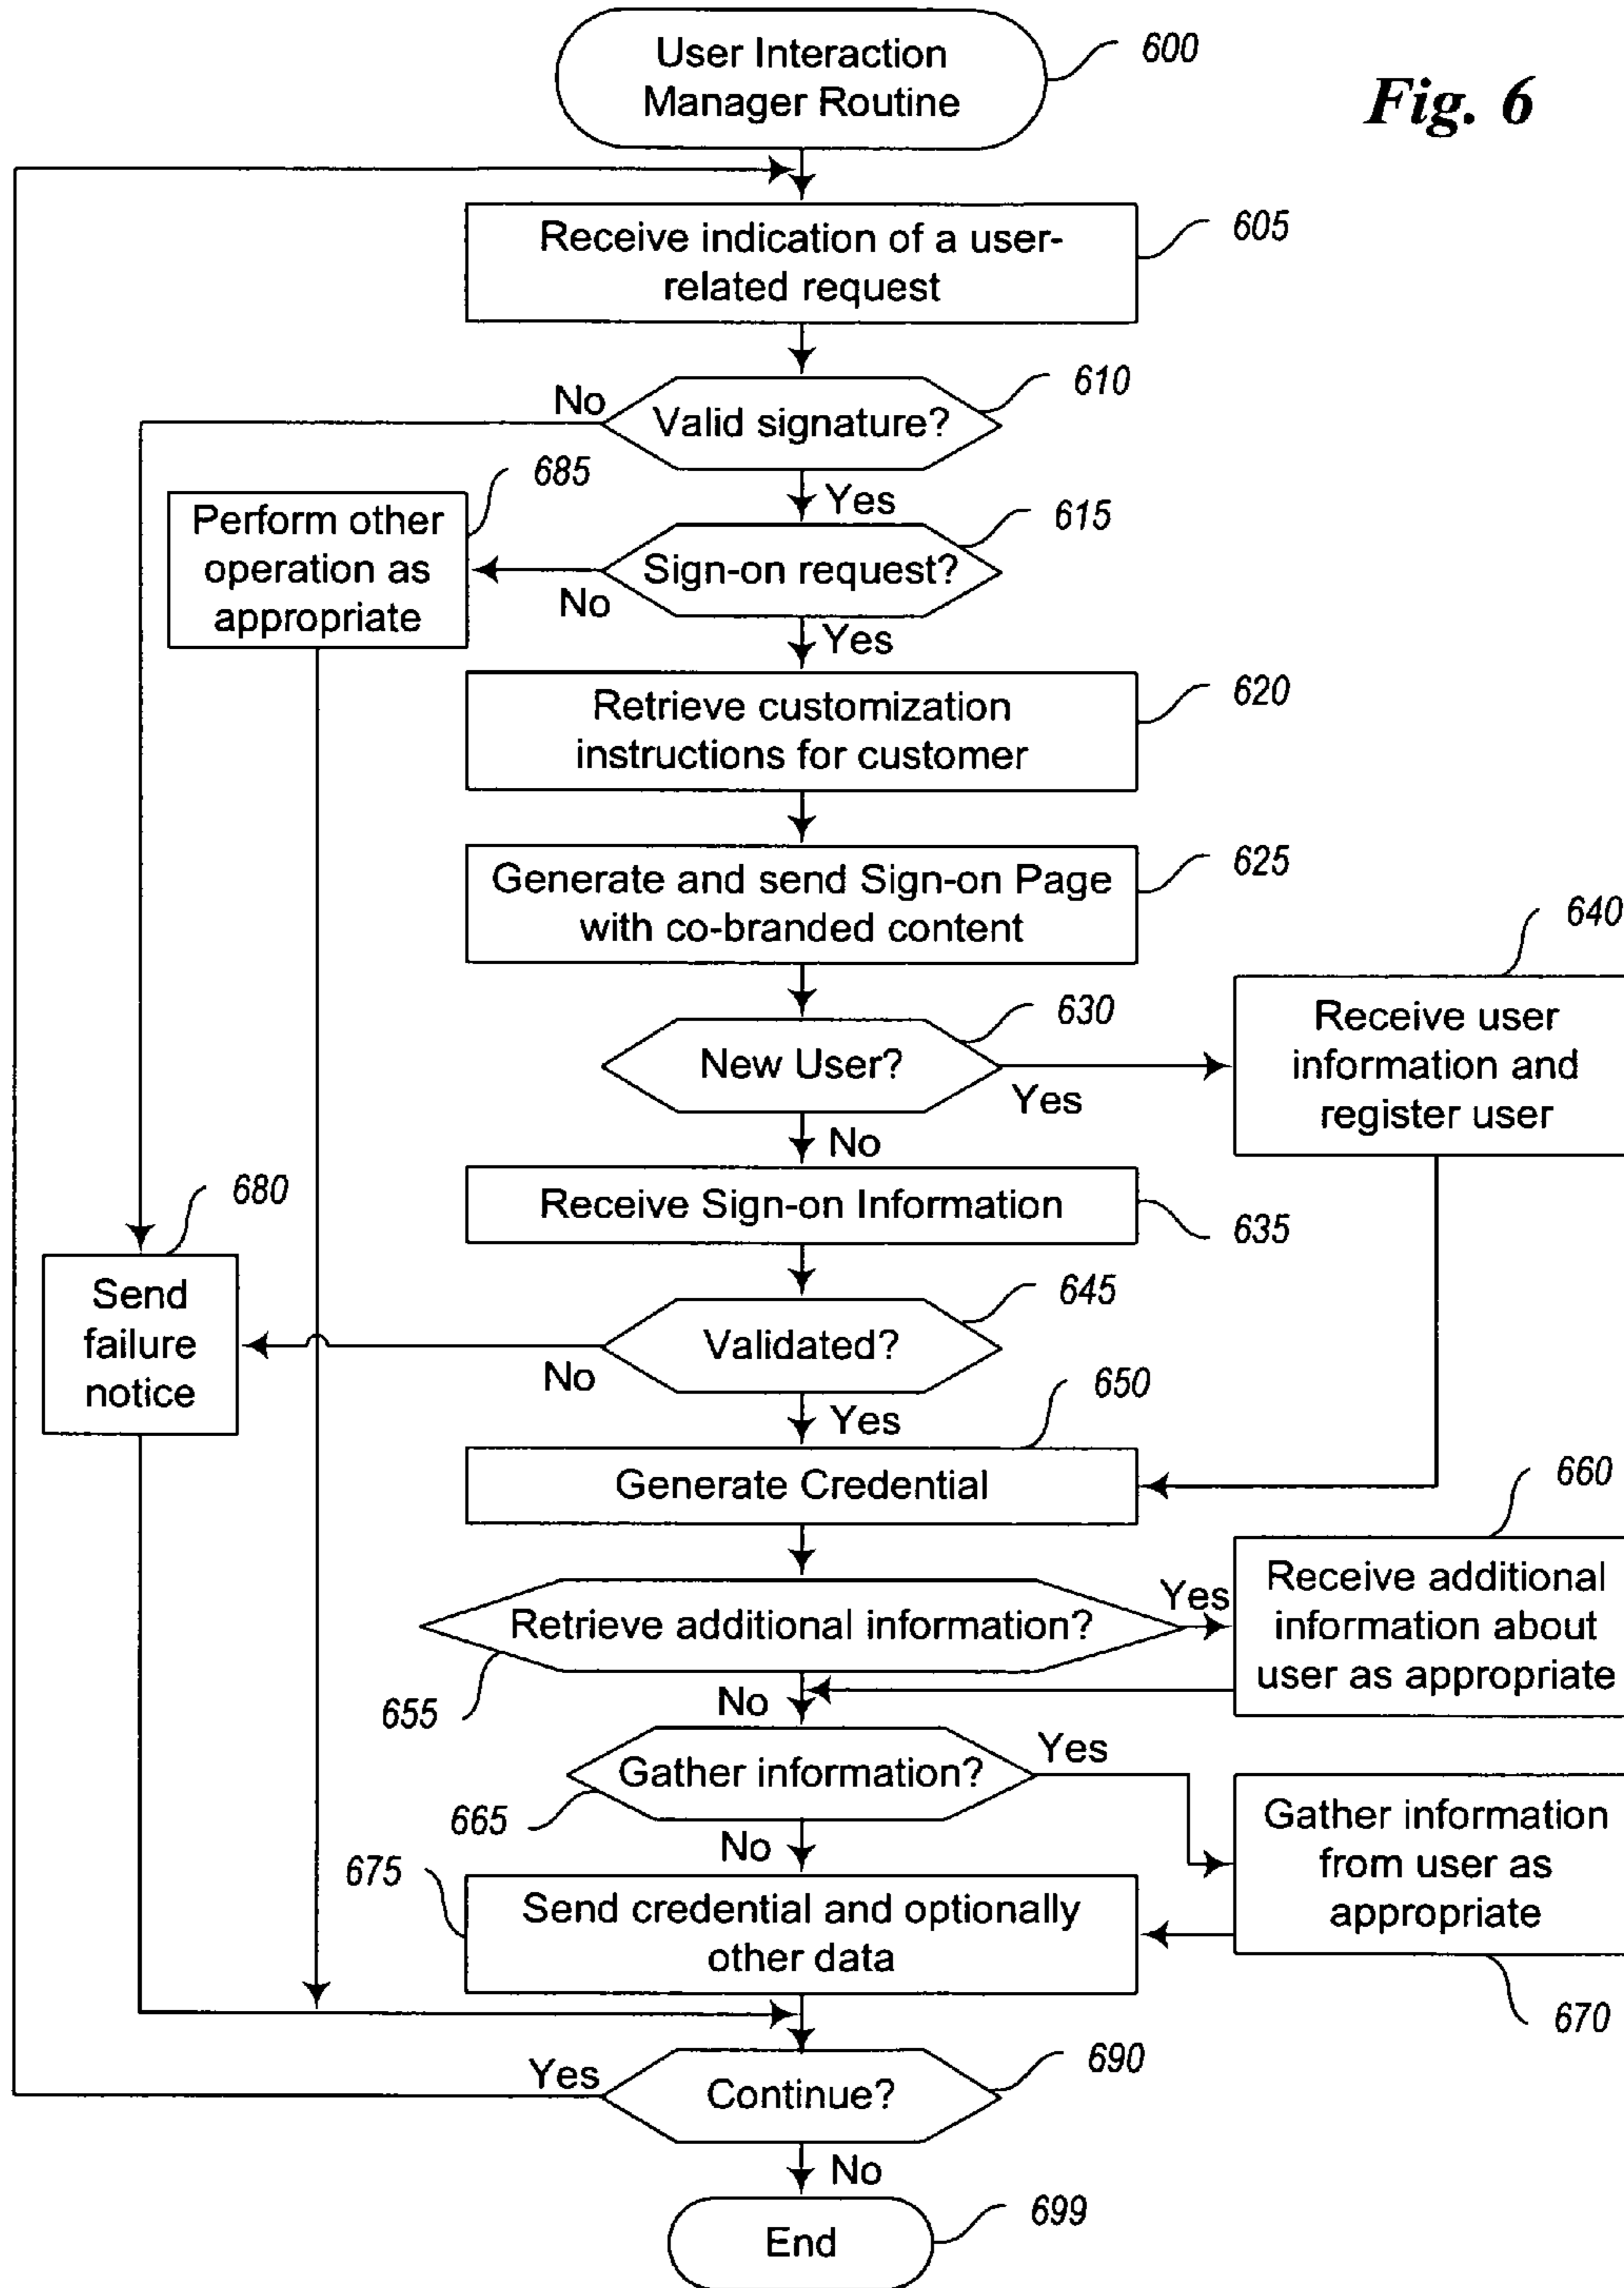 User Interaction
Manager Routine
600
Fig. 6
Receive indication of a user-
related request
605
Valid signature?
610
No
Yes
Sign-on request?
615
No
Yes
Perform other
operation as
appropriate
685
Retrieve customization
instructions for customer
620
Generate and send Sign-on Page
with co-branded content
625
New User?
630
Yes
No
Receive user
information and
register user
640
Receive Sign-on Information
635
Validated?
645
No
Yes
Send
failure
notice
680
Generate Credential
650
Retrieve additional information?
655
Yes
No
Receive additional
information about
user as appropriate
660
Gather information?
665
Yes
No
Gather information
from user as
appropriate
670
Send credential and optionally
other data
675
Continue?
690
Yes
No
End
699